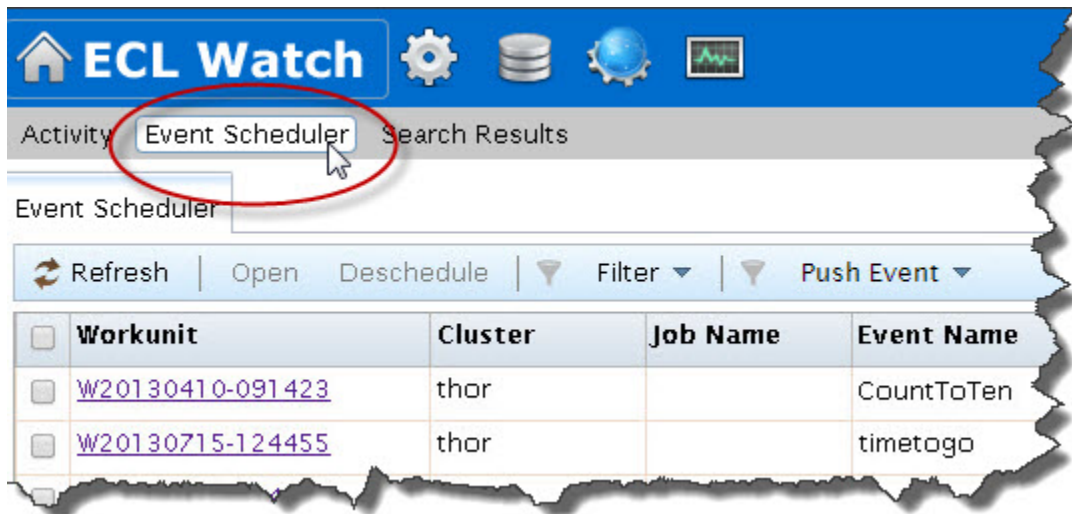 ECL Watch
Activity Event Scheduler Search Results
Event Scheduler
Refresh Open Deschedule Filter Push Event
Workunit Cluster Job Name Event Name
W20130410-091423 thor CountToTen
W20130715-124455 thor timetogo